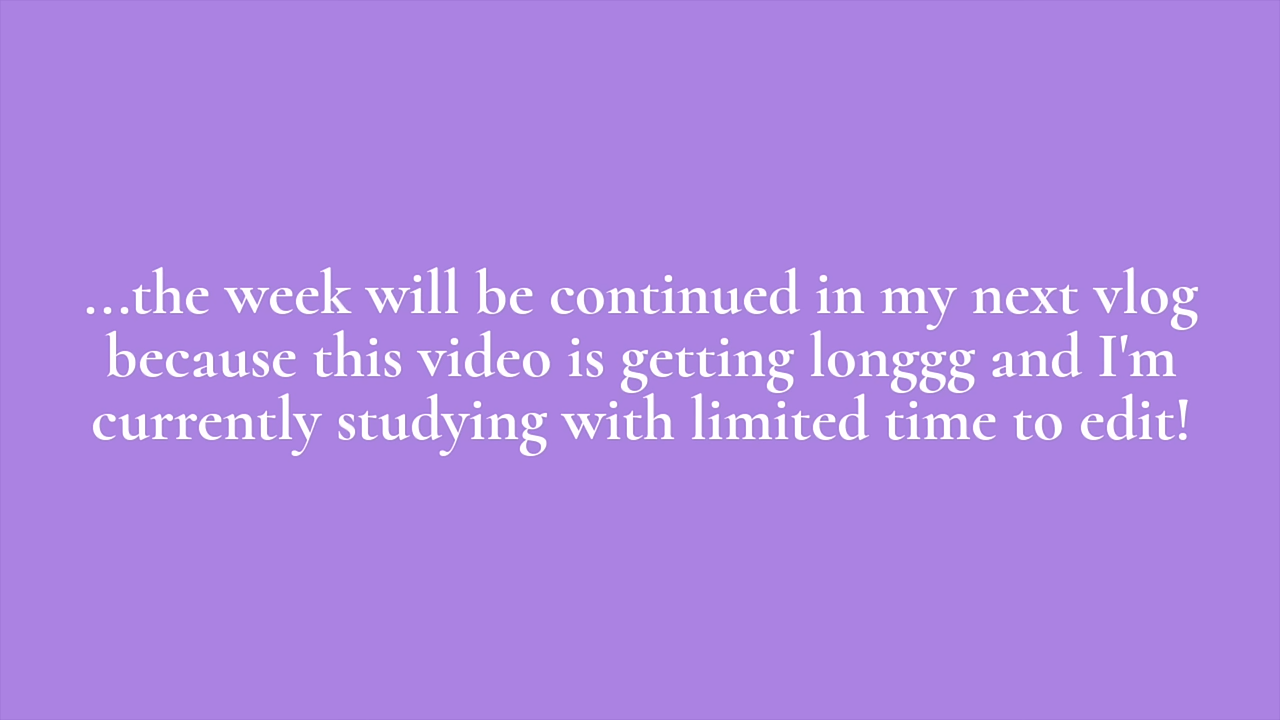 ...the week will be continued in my next vlog
because this video is getting longgg and I'm
currently studying with limited time to edit!